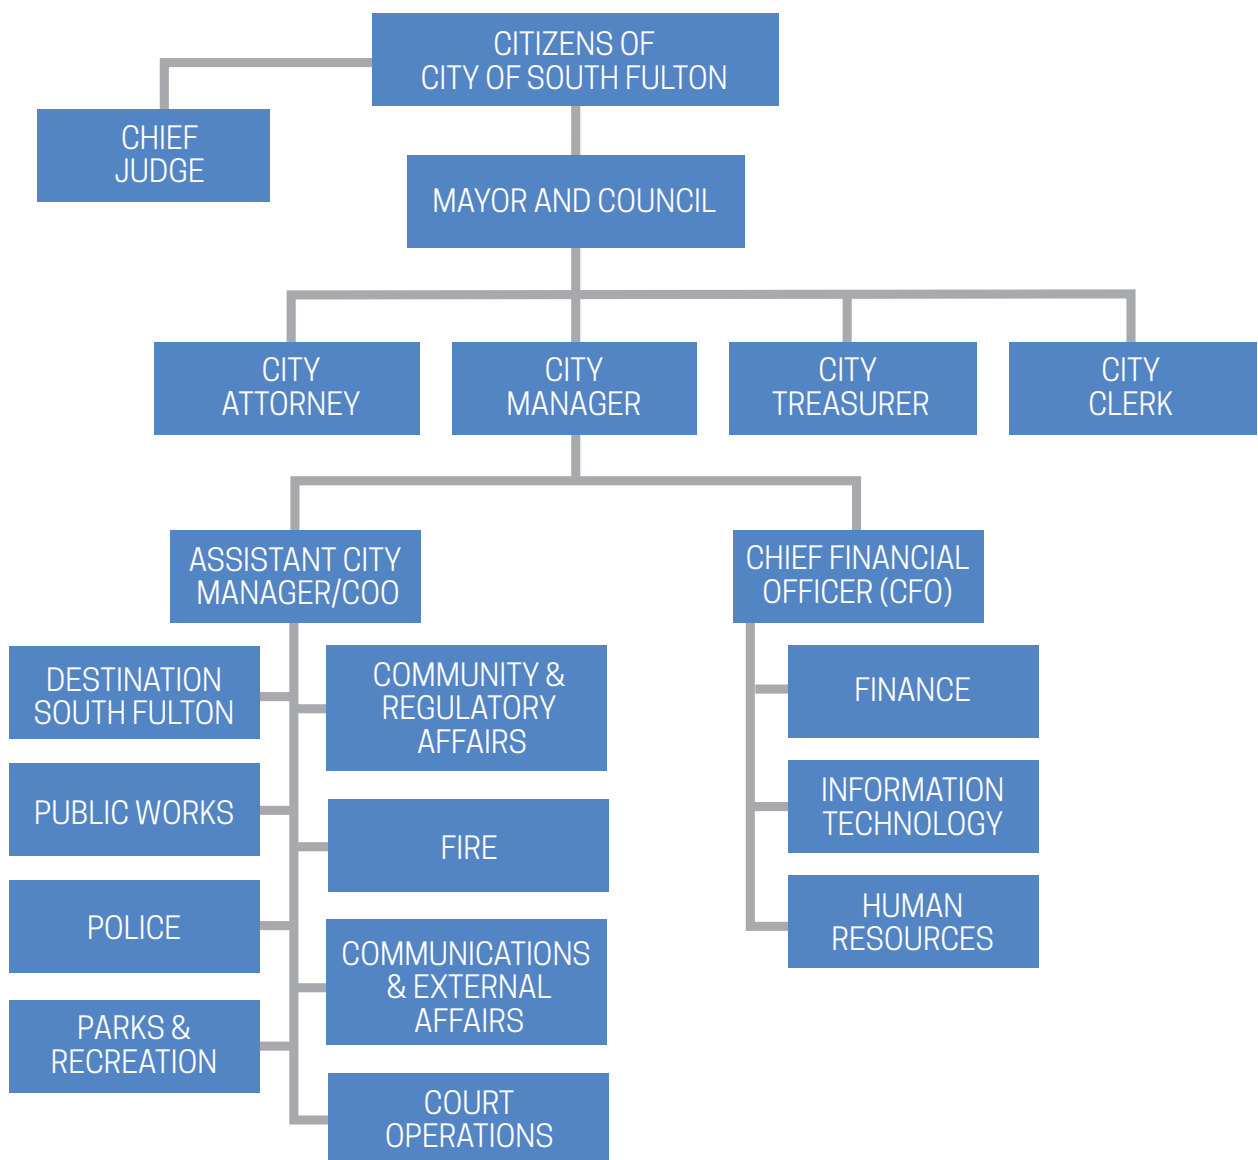 CITIZENS OF
CITY OF SOUTH FULTON
CHIEF
JUDGE
MAYOR AND COUNCIL
CITY
ATTORNEY
CITY
MANAGER
CITY
TREASURER
CITY
CLERK
ASSISTANT CITY
MANAGER/COO
CHIEF FINANCIAL
OFFICER (CFO)
DESTINATION
SOUTH FULTON
COMMUNITY &
REGULATORY
AFFAIRS
FINANCE
PUBLIC WORKS
FIRE
INFORMATION
TECHNOLOGY
POLICE
COMMUNICATIONS
& EXTERNAL
AFFAIRS
HUMAN
RESOURCES
PARKS &
RECREATION
COURT
OPERATIONS